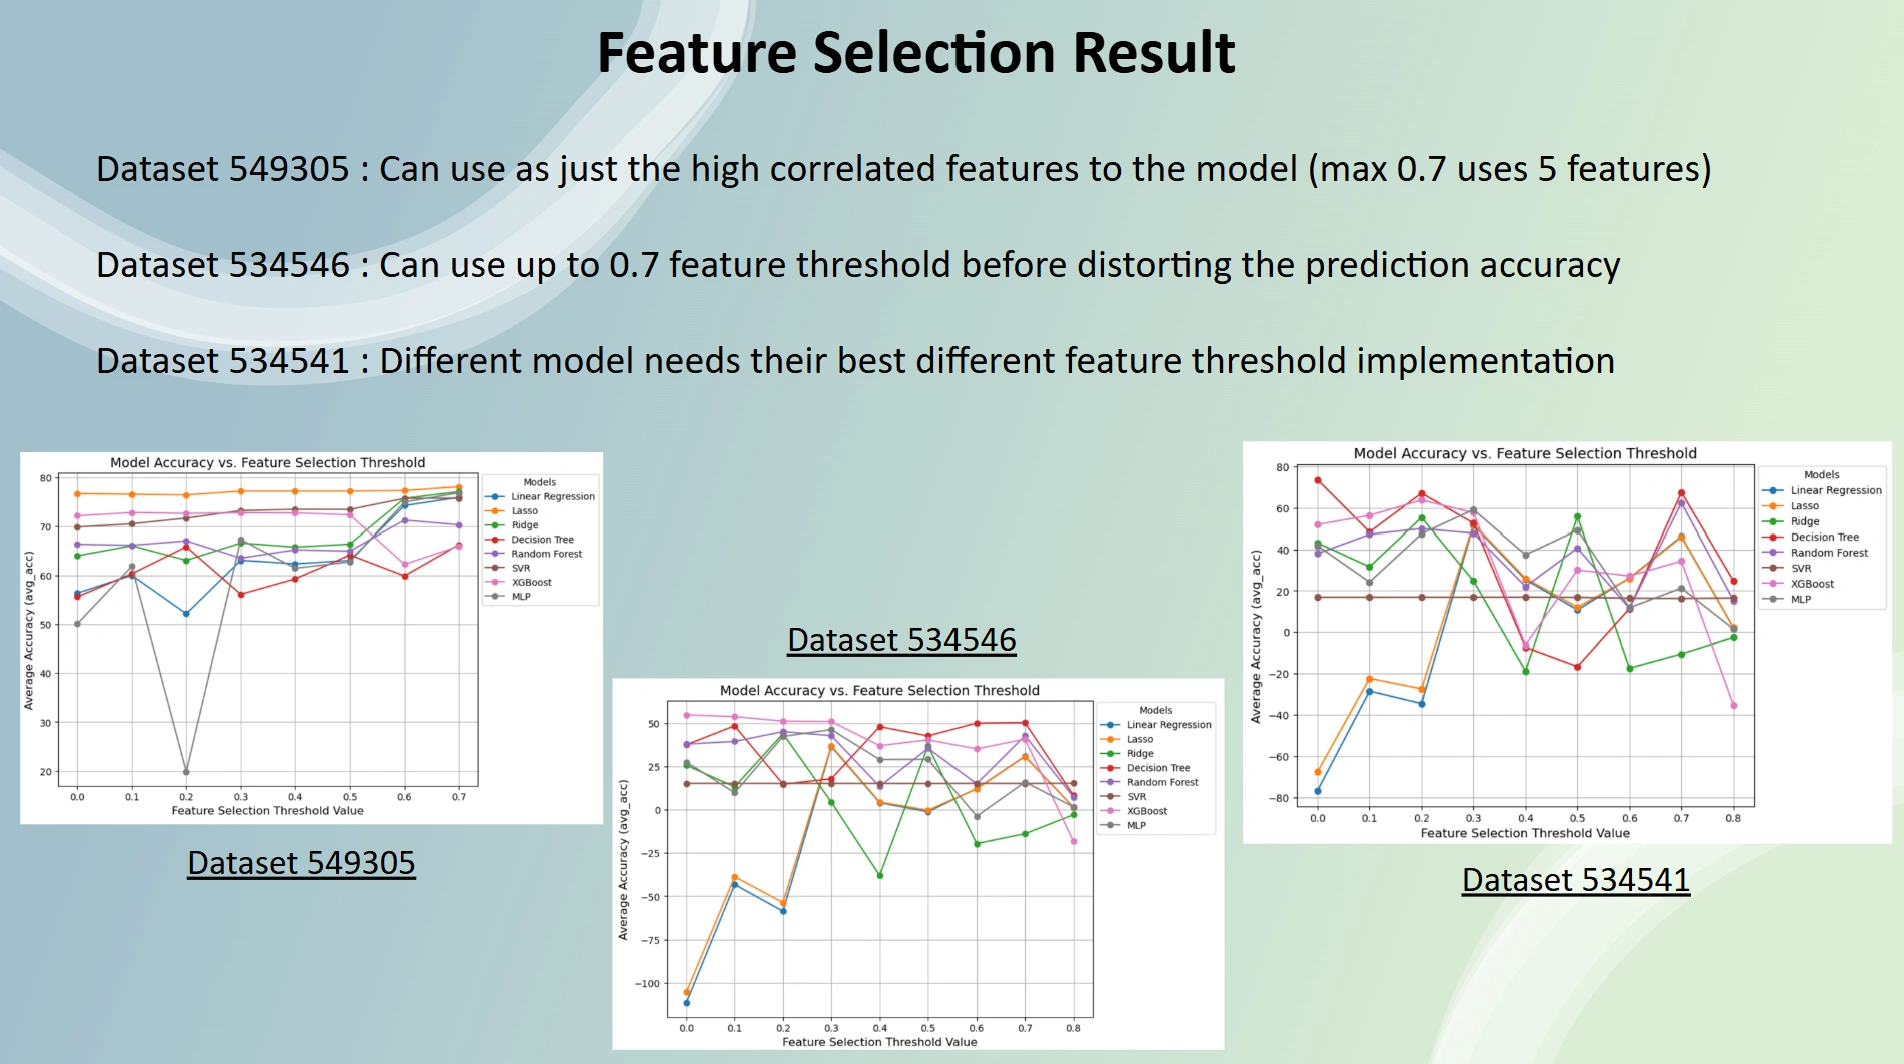 Feature Selection Result
Dataset 549305 : Can use as just the high correlated features to the model (max 0.7 uses 5 features)
Dataset 534546 : Can use up to 0.7 feature threshold before distorting the prediction accuracy
Dataset 534541 : Different model needs their best different feature threshold implementation
Model Accuracy vs. Feature Selection Threshold
Average Accuracy (avg_acc)
80
70
60
50
40
30
20
0.0 0.1 0.2 0.3 0.4 0.5 0.6 0.7
Feature Selection Threshold Value
Models
Linear Regression
Lasso
Ridge
Decision Tree
Random Forest
SVR
XGBoost
MLP
Dataset 549305
Dataset 534546
Model Accuracy vs. Feature Selection Threshold
Average Accuracy (avg_acc)
50
25
0
−25
−50
−75
−100
0.0 0.1 0.2 0.3 0.4 0.5 0.6 0.7 0.8
Feature Selection Threshold Value
Models
Linear Regression
Lasso
Ridge
Decision Tree
Random Forest
SVR
XGBoost
MLP
Model Accuracy vs. Feature Selection Threshold
Average Accuracy (avg_acc)
80
60
40
20
0
−20
−40
−60
−80
0.0 0.1 0.2 0.3 0.4 0.5 0.6 0.7 0.8
Feature Selection Threshold Value
Models
Linear Regression
Lasso
Ridge
Decision Tree
Random Forest
SVR
XGBoost
MLP
Dataset 534541